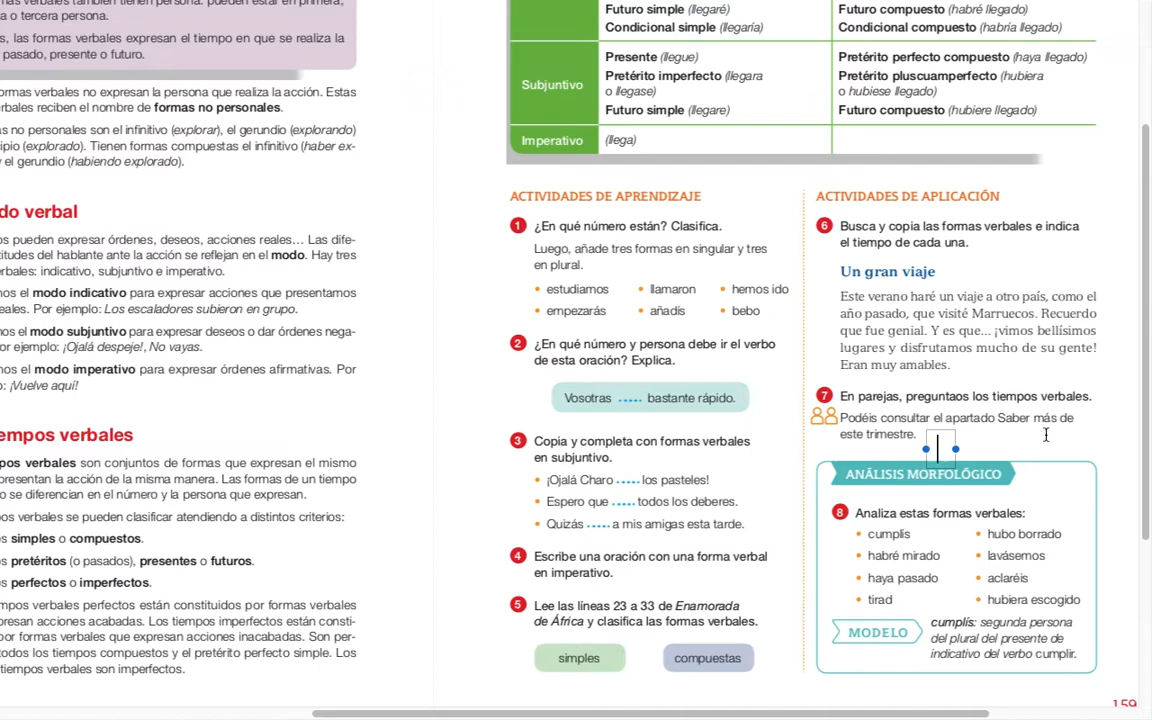 mas verbales también tienen persona: pueden estar en primera,
a o tercera persona.
s, las formas verbales expresan el tiempo en que se realiza la
pasado, presente o futuro.
formas verbales no expresan la persona que realiza la acción. Estas
rbales reciben el nombre de formas no personales.
as no personales son el infinitivo (explorar), el gerundio (explorando)
ipio (explorado). Tienen formas compuestas el infinitivo (haber ex-
y el gerundio (habiendo explorado).
do verbal
os pueden expresar órdenes, deseos, acciones reales... Las dife-
titudes del hablante ante la acción se reflejan en el modo. Hay tres
erbales: indicativo, subjuntivo e imperativo.
mos el modo indicativo para expresar acciones que presentamos
eales. Por ejemplo: Los escaladores subieron en grupo.
mos el modo subjuntivo para expresar deseos o dar órdenes nega-
or ejemplo: ¡Ojalá despeje!, No vayas.
mos el modo imperativo para expresar órdenes afirmativas. Por
o: ¡Vuelve aquí!
empos verbales
pos verbales son conjuntos de formas que expresan el mismo
presentan la acción de la misma manera. Las formas de un tiempo
o se diferencian en el número y la persona que expresan.
pos verbales se pueden clasificar atendiendo a distintos criterios:
s simples o compuestos.
s pretéritos (o pasados), presentes o futuros.
s perfectos o imperfectos.
mpos verbales perfectos están constituidos por formas verbales
presan acciones acabadas. Los tiempos imperfectos están consti-
por formas verbales que expresan acciones inacabadas. Son per-
todos los tiempos compuestos y el pretérito perfecto simple. Los
tiempos verbales son imperfectos.
Futuro simple (llegaré) Futuro compuesto (habré llegado)
Condicional simple (llegaría) Condicional compuesto (habría llegado)
Subjuntivo
Presente (llegue) Pretérito perfecto compuesto (haya llegado)
Pretérito imperfecto (llegara Pretérito pluscuamperfecto (hubiera
o llegase) o hubiese llegado)
Futuro simple (llegare) Futuro compuesto (hubiere llegado)
Imperativo (llega)
ACTIVIDADES DE APRENDIZAJE
1 ¿En qué número están? Clasifica.
Luego, añade tres formas en singular y tres
en plural.
• estudiamos • llamaron • hemos ido
• empezarás • añadís • bebo
2 ¿En qué número y persona debe ir el verbo
de esta oración? Explica.
Vosotras ..... bastante rápido.
3 Copia y completa con formas verbales
en subjuntivo.
• ¡Ojalá Charo ..... los pasteles!
• Espero que ..... todos los deberes.
• Quizás ..... a mis amigas esta tarde.
4 Escribe una oración con una forma verbal
en imperativo.
5 Lee las líneas 23 a 33 de Enamorada
de África y clasifica las formas verbales.
simples compuestas
ACTIVIDADES DE APLICACIÓN
6 Busca y copia las formas verbales e indica
el tiempo de cada una.
Un gran viaje
Este verano haré un viaje a otro país, como el
año pasado, que visité Marruecos. Recuerdo
que fue genial. Y es que... ¡vimos bellísimos
lugares y disfrutamos mucho de su gente!
Eran muy amables.
7 En parejas, preguntaos los tiempos verbales.
Podéis consultar el apartado Saber más de
este trimestre.
ANÁLISIS MORFOLÓGICO
8 Analiza estas formas verbales:
• cumplís • hubo borrado
• habré mirado • lavásemos
• haya pasado • aclaréis
• tirad • hubiera escogido
MODELO
cumplís: segunda persona
del plural del presente de
indicativo del verbo cumplir.
159